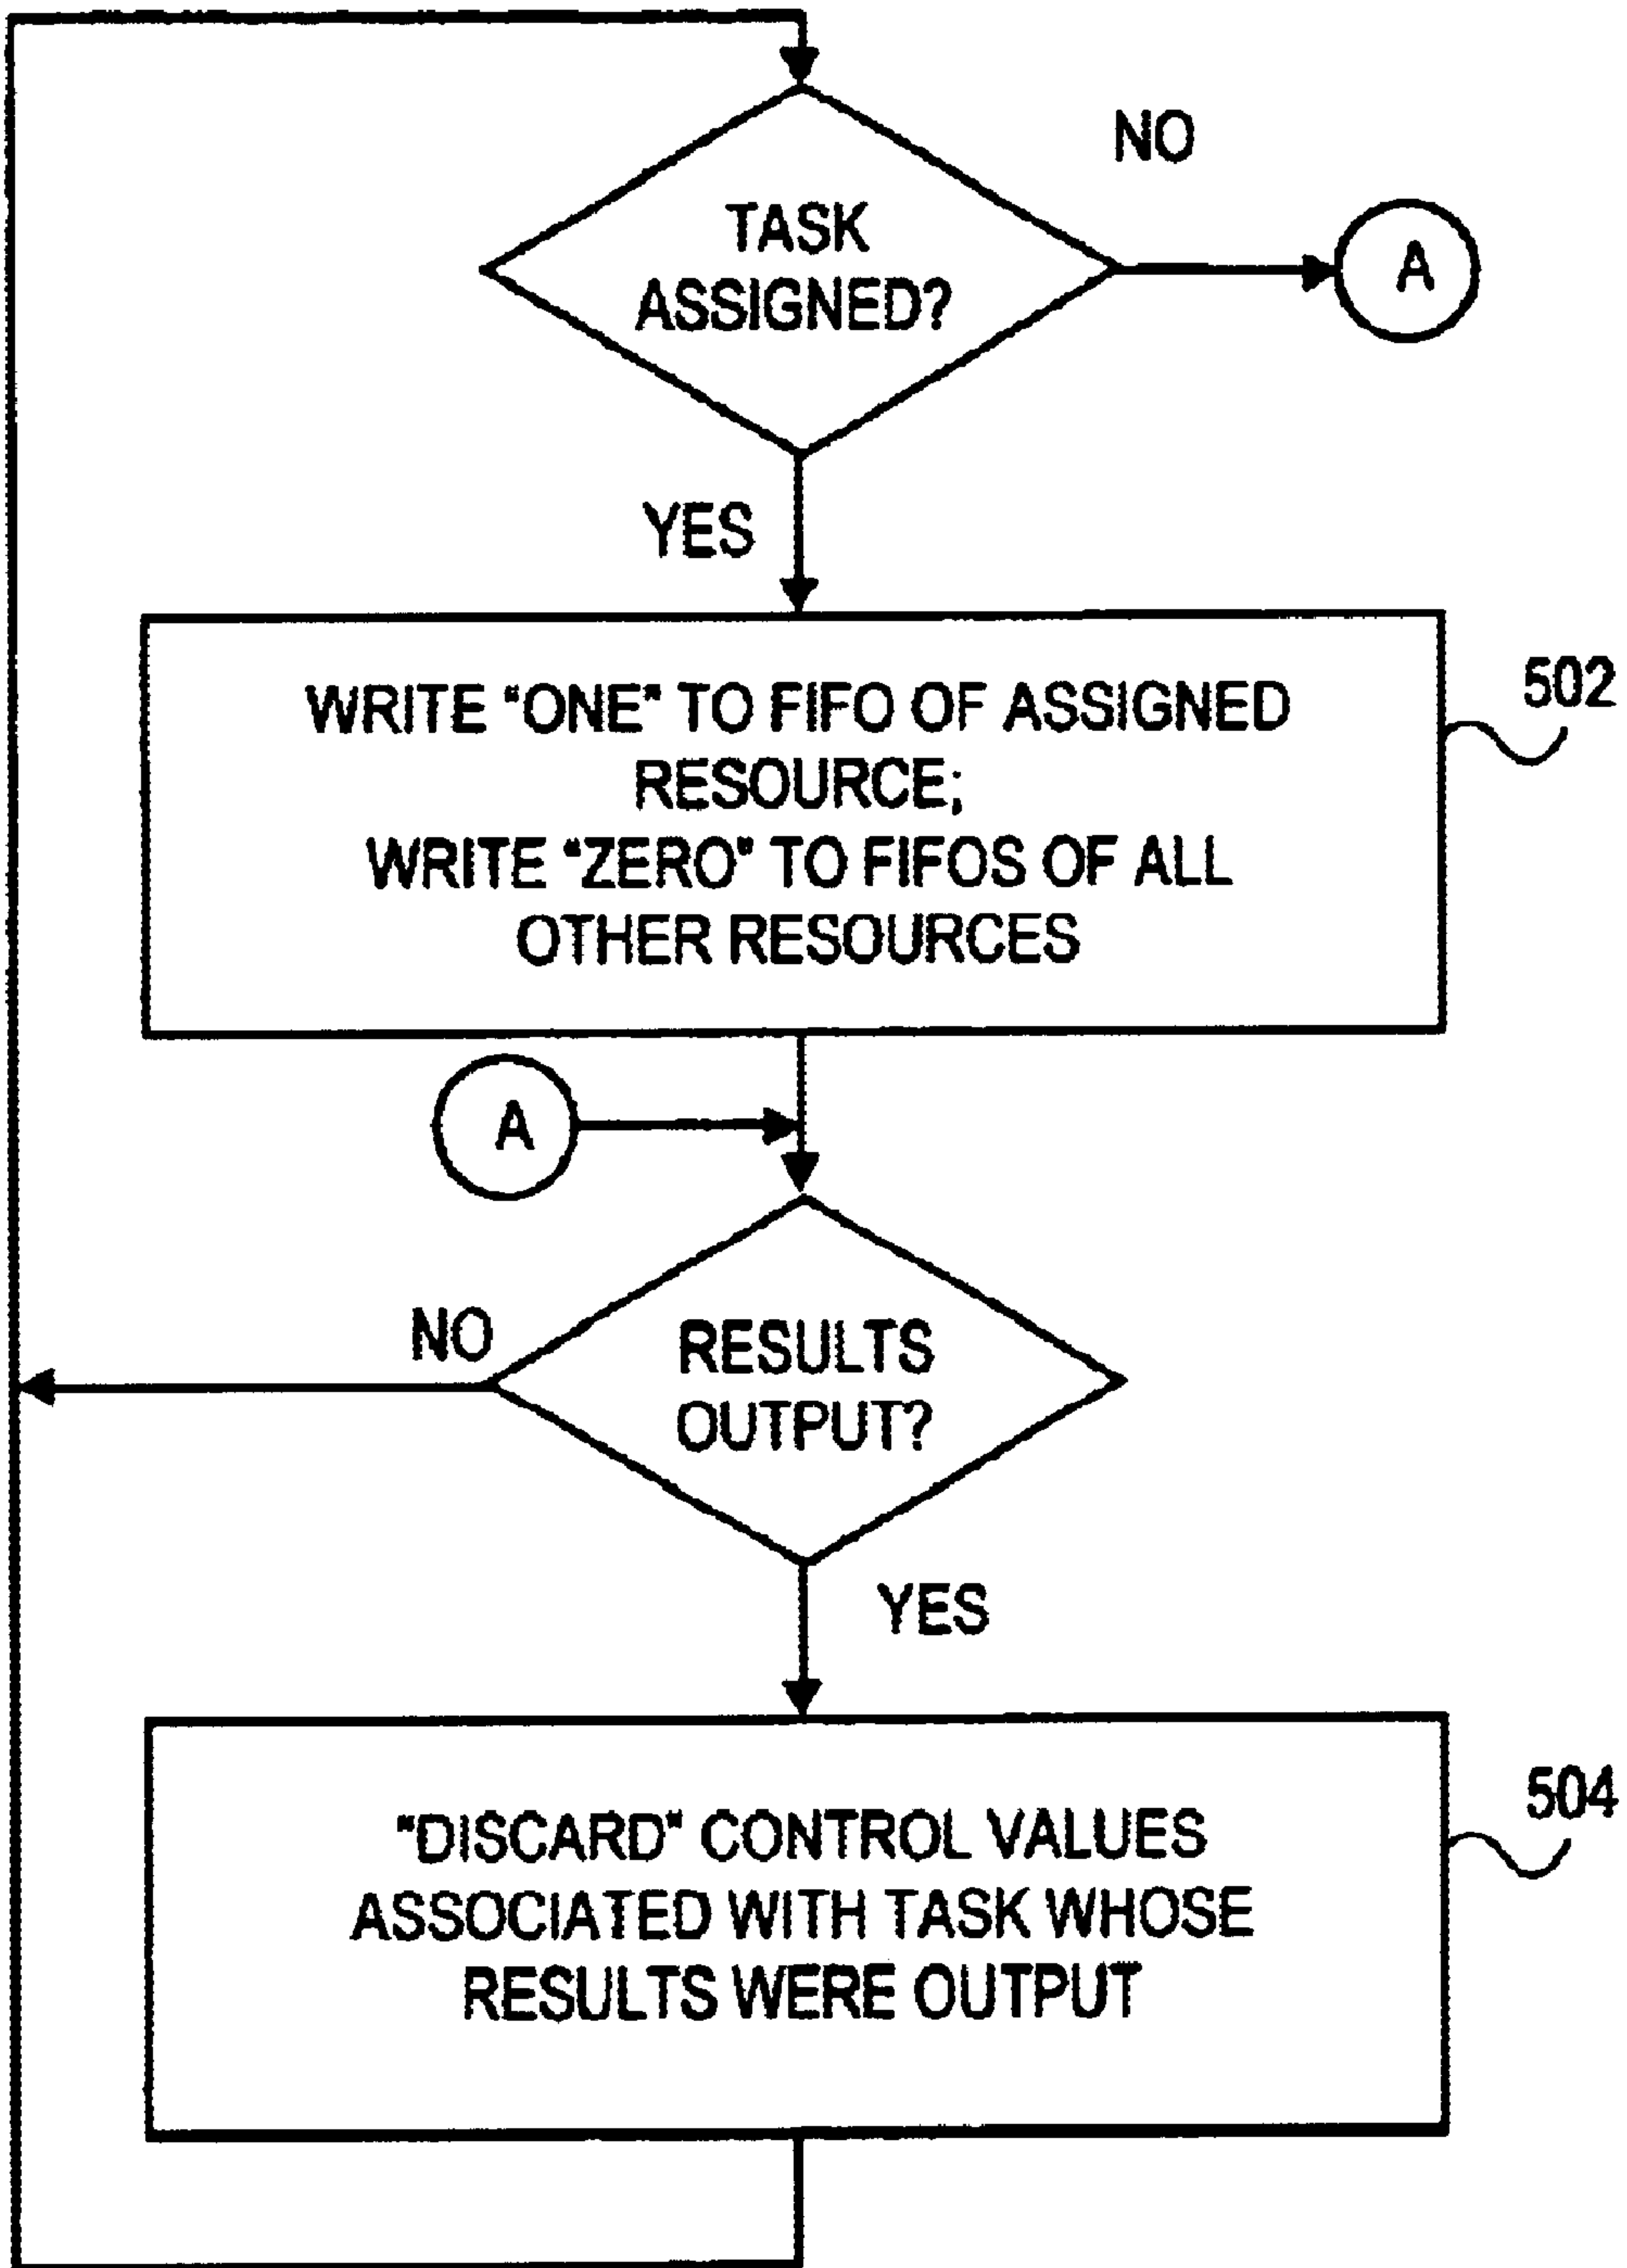 NO
TASK
ASSIGNED?
A
YES
502
WRITE "ONE" TO FIFO OF ASSIGNED
RESOURCE;
WRITE "ZERO" TO FIFOS OF ALL
OTHER RESOURCES
A
NO
RESULTS
OUTPUT?
YES
504
"DISCARD" CONTROL VALUES
ASSOCIATED WITH TASK WHOSE
RESULTS WERE OUTPUT